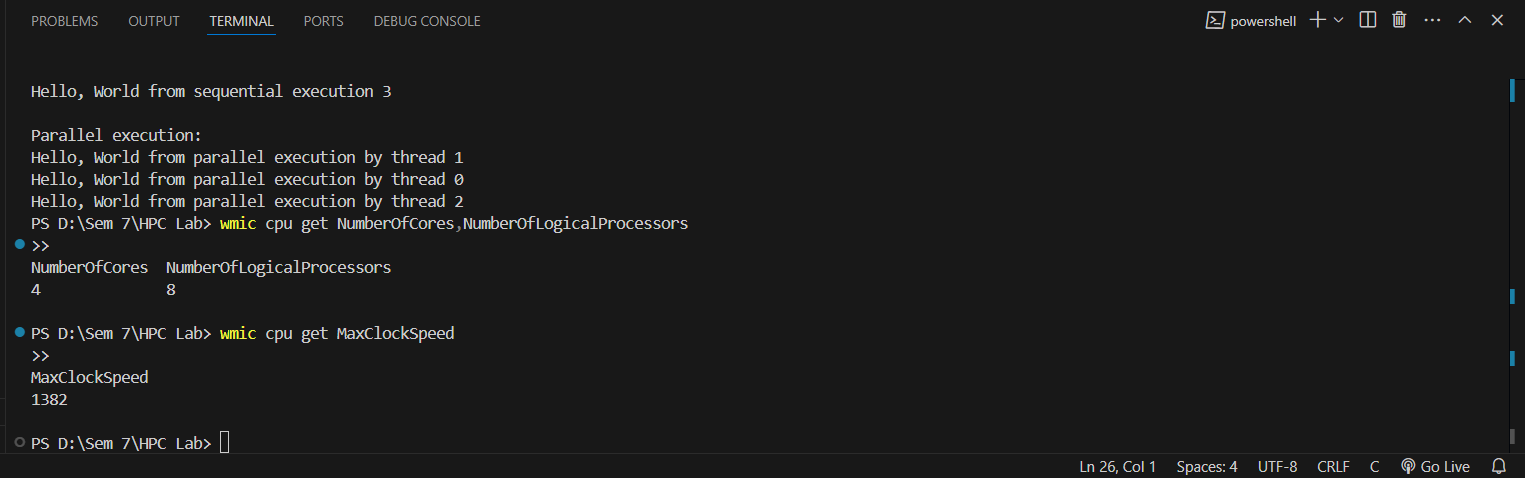 PROBLEMS OUTPUT TERMINAL PORTS DEBUG CONSOLE powershell
Hello, World from sequential execution 3
Parallel execution:
Hello, World from parallel execution by thread 1
Hello, World from parallel execution by thread 0
Hello, World from parallel execution by thread 2
PS D:\Sem 7\HPC Lab> wmic cpu get NumberOfCores,NumberOfLogicalProcessors
>>
NumberOfCores  NumberOfLogicalProcessors
4              8
PS D:\Sem 7\HPC Lab> wmic cpu get MaxClockSpeed
>>
MaxClockSpeed
1382
PS D:\Sem 7\HPC Lab>
Ln 26, Col 1 Spaces: 4 UTF-8 CRLF C Go Live